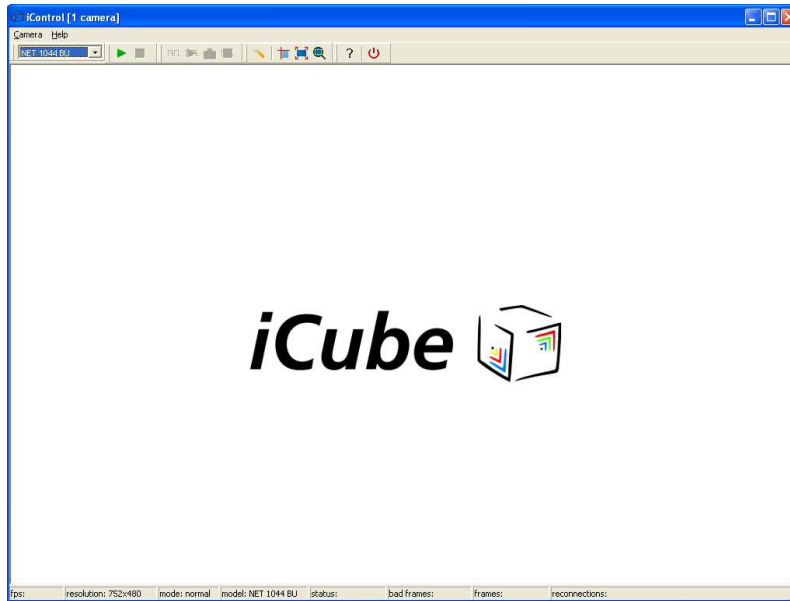 iControl [1 camera]
Camera Help
NET 1044 BU
?
iCube
fps: resolution: 752x480 mode: normal model: NET 1044 BU status: bad frames: frames: reconnections: